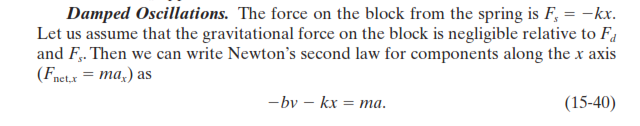 Damped Oscillations. The force on the block from the spring is Fₛ = −kx.
Let us assume that the gravitational force on the block is negligible relative to F_d
and Fₛ. Then we can write Newton's second law for components along the x axis
(F_net,x = maₓ) as
−bv − kx = ma. (15-40)